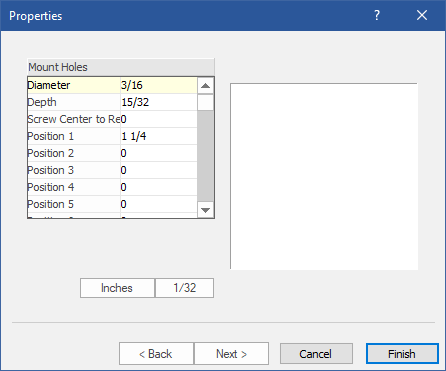 Properties ?
Mount Holes
Diameter 3/16
Depth 15/32
Screw Center to Re 0
Position 1 1 1/4
Position 2 0
Position 3 0
Position 4 0
Position 5 0
Inches 1/32
< Back Next > Cancel Finish